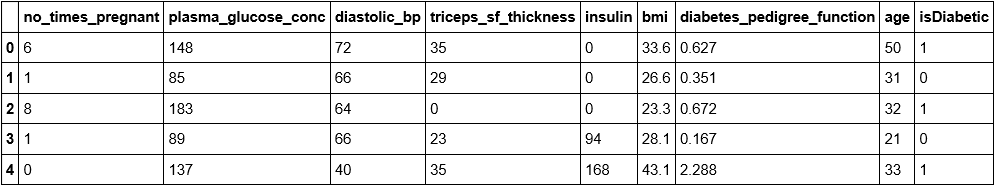 no_times_pregnant plasma_glucose_conc diastolic_bp triceps_sf_thickness insulin bmi diabetes_pedigree_function age isDiabetic
0 6 148 72 35 0 33.6 0.627 50 1
1 1 85 66 29 0 26.6 0.351 31 0
2 8 183 64 0 0 23.3 0.672 32 1
3 1 89 66 23 94 28.1 0.167 21 0
4 0 137 40 35 168 43.1 2.288 33 1